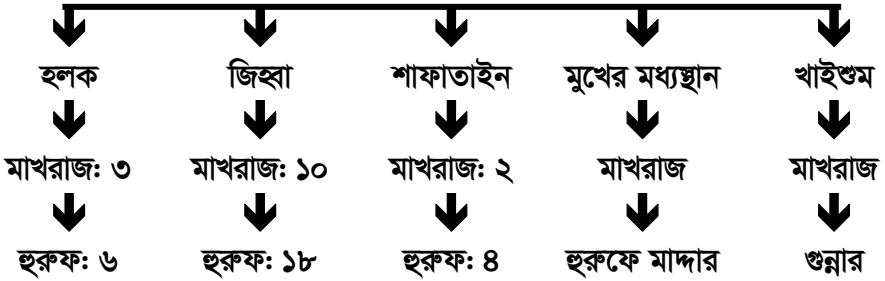 হলক জিহ্বা শাফাতাইন মুখের মধ্যস্থান খাইশুম
মাখরাজ: ৩ মাখরাজ: ১০ মাখরাজ: ২ মাখরাজ মাখরাজ
হুরুফ: ৬ হুরুফ: ১৮ হুরুফ: ৪ হুরুফে মাদ্দার গুন্নার